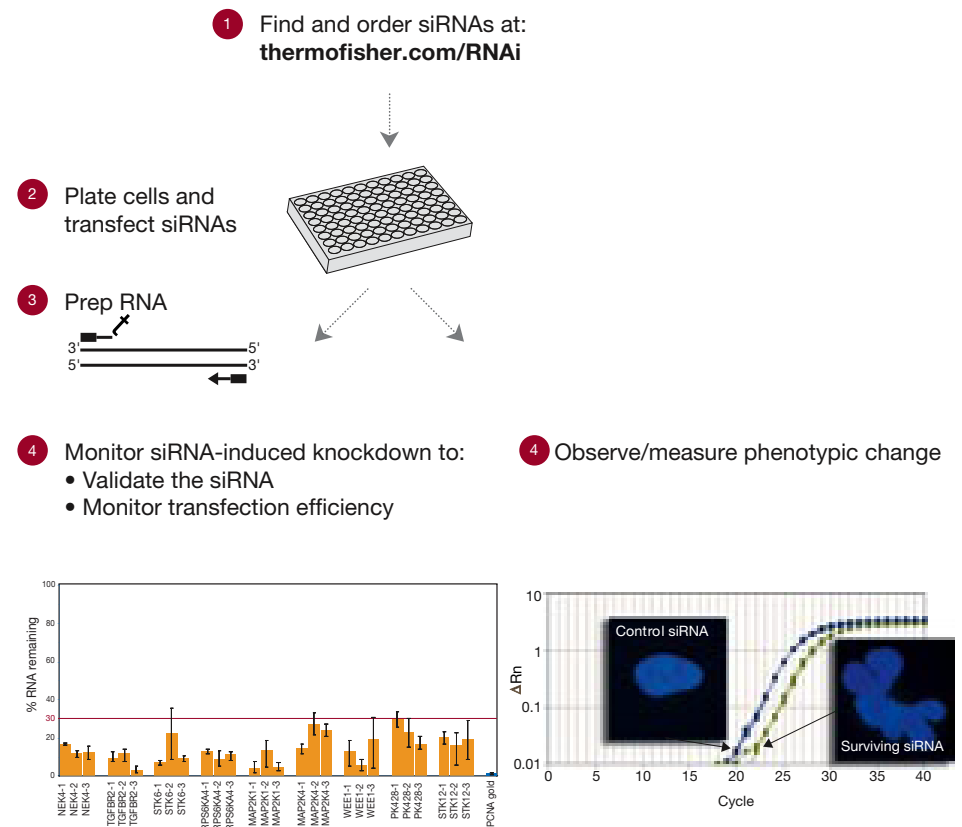 1 Find and order siRNAs at:
thermofisher.com/RNAi
2 Plate cells and
transfect siRNAs
3 Prep RNA
3' 5'
5' 3'
4 Monitor siRNA-induced knockdown to:
• Validate the siRNA
• Monitor transfection efficiency
4 Observe/measure phenotypic change
% RNA remaining
100
80
60
40
30
20
0
NEK4-1
NEK4-2
NEK4-3
TGFBR2-1
TGFBR2-2
TGFBR2-3
STK6-1
STK6-2
STK6-3
RPS6KA4-1
RPS6KA4-2
RPS6KA4-3
MAP2K1-1
MAP2K1-2
MAP2K1-3
MAP2K4-1
MAP2K4-2
MAP2K4-3
WEE1-1
WEE1-2
WEE1-3
PK428-1
PK428-2
PK428-3
STK12-1
STK12-2
STK12-3
PCNA gold
ΔRn
10
1
0.1
0.01
Control siRNA
Surviving siRNA
0 5 10 15 20 25 30 35 40
Cycle